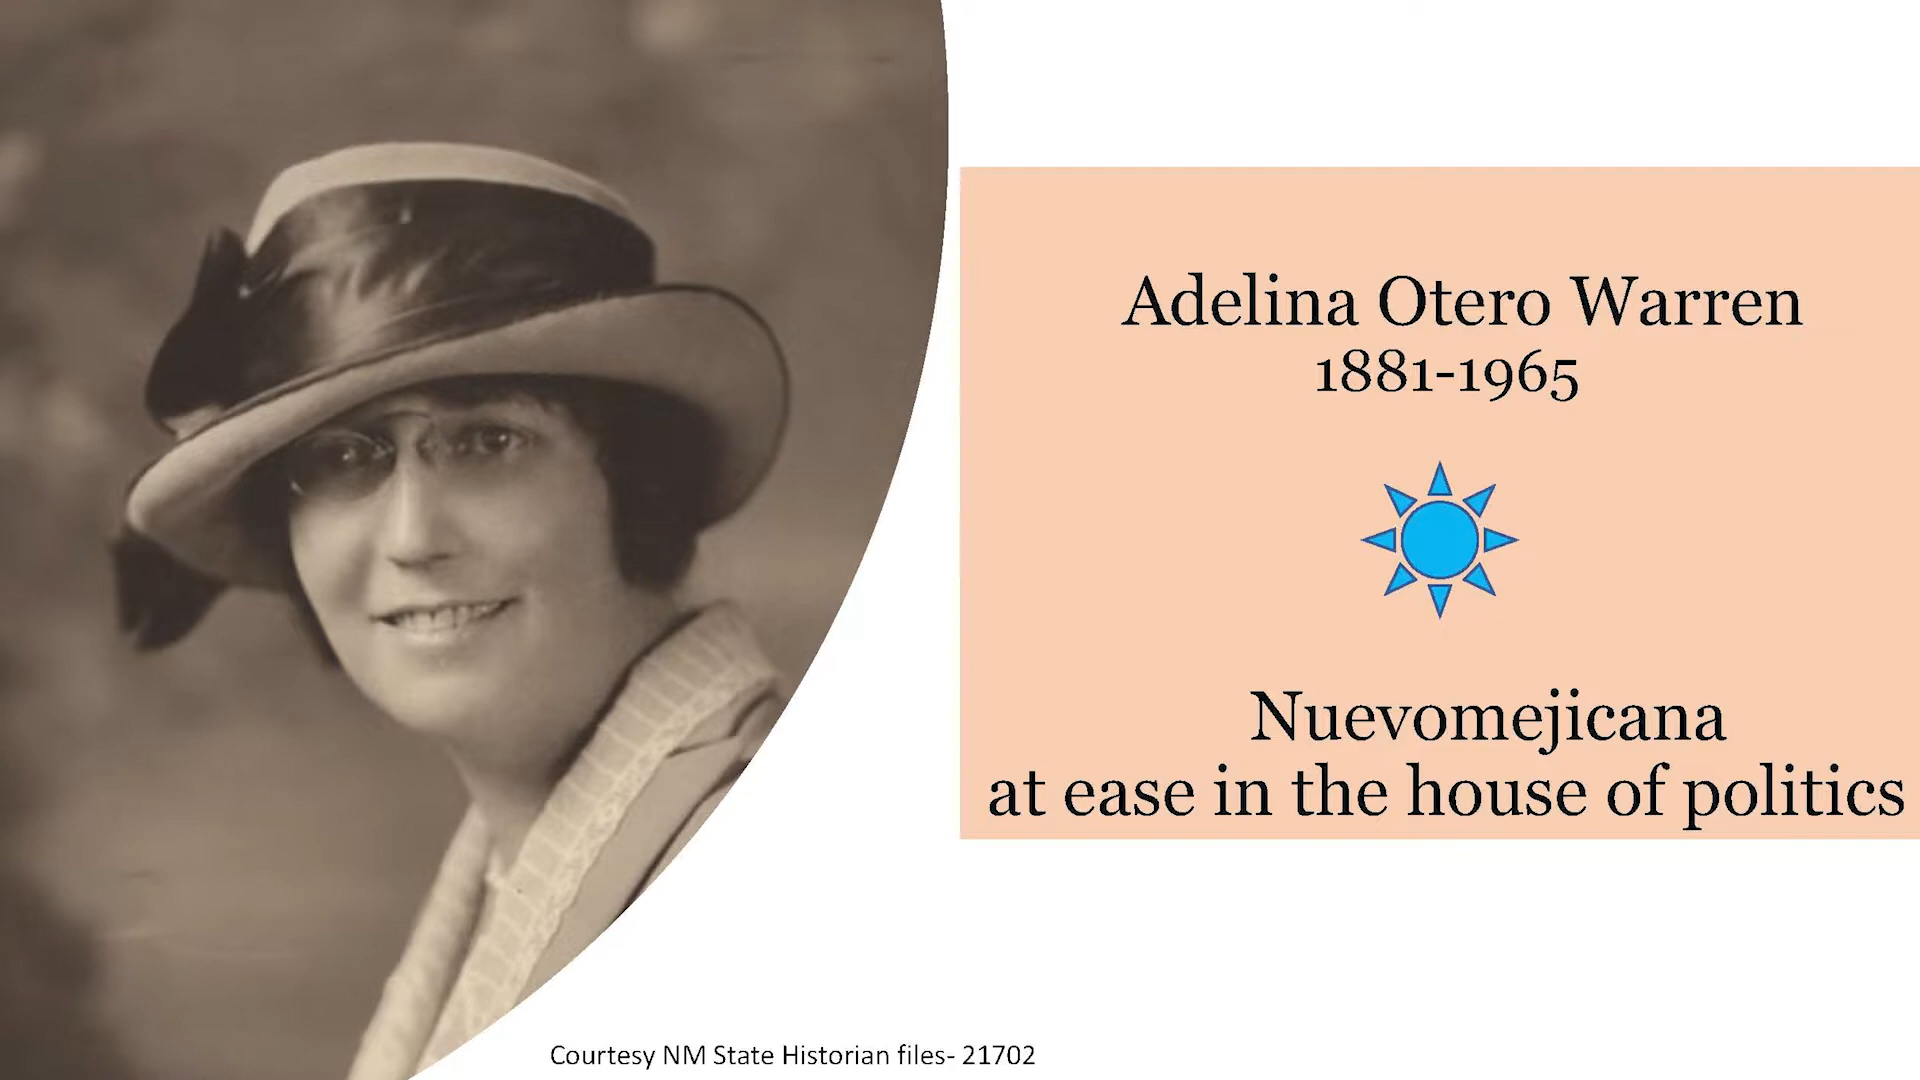 Adelina Otero Warren
1881-1965
Nuevomejicana
at ease in the house of politics
Courtesy NM State Historian files- 21702